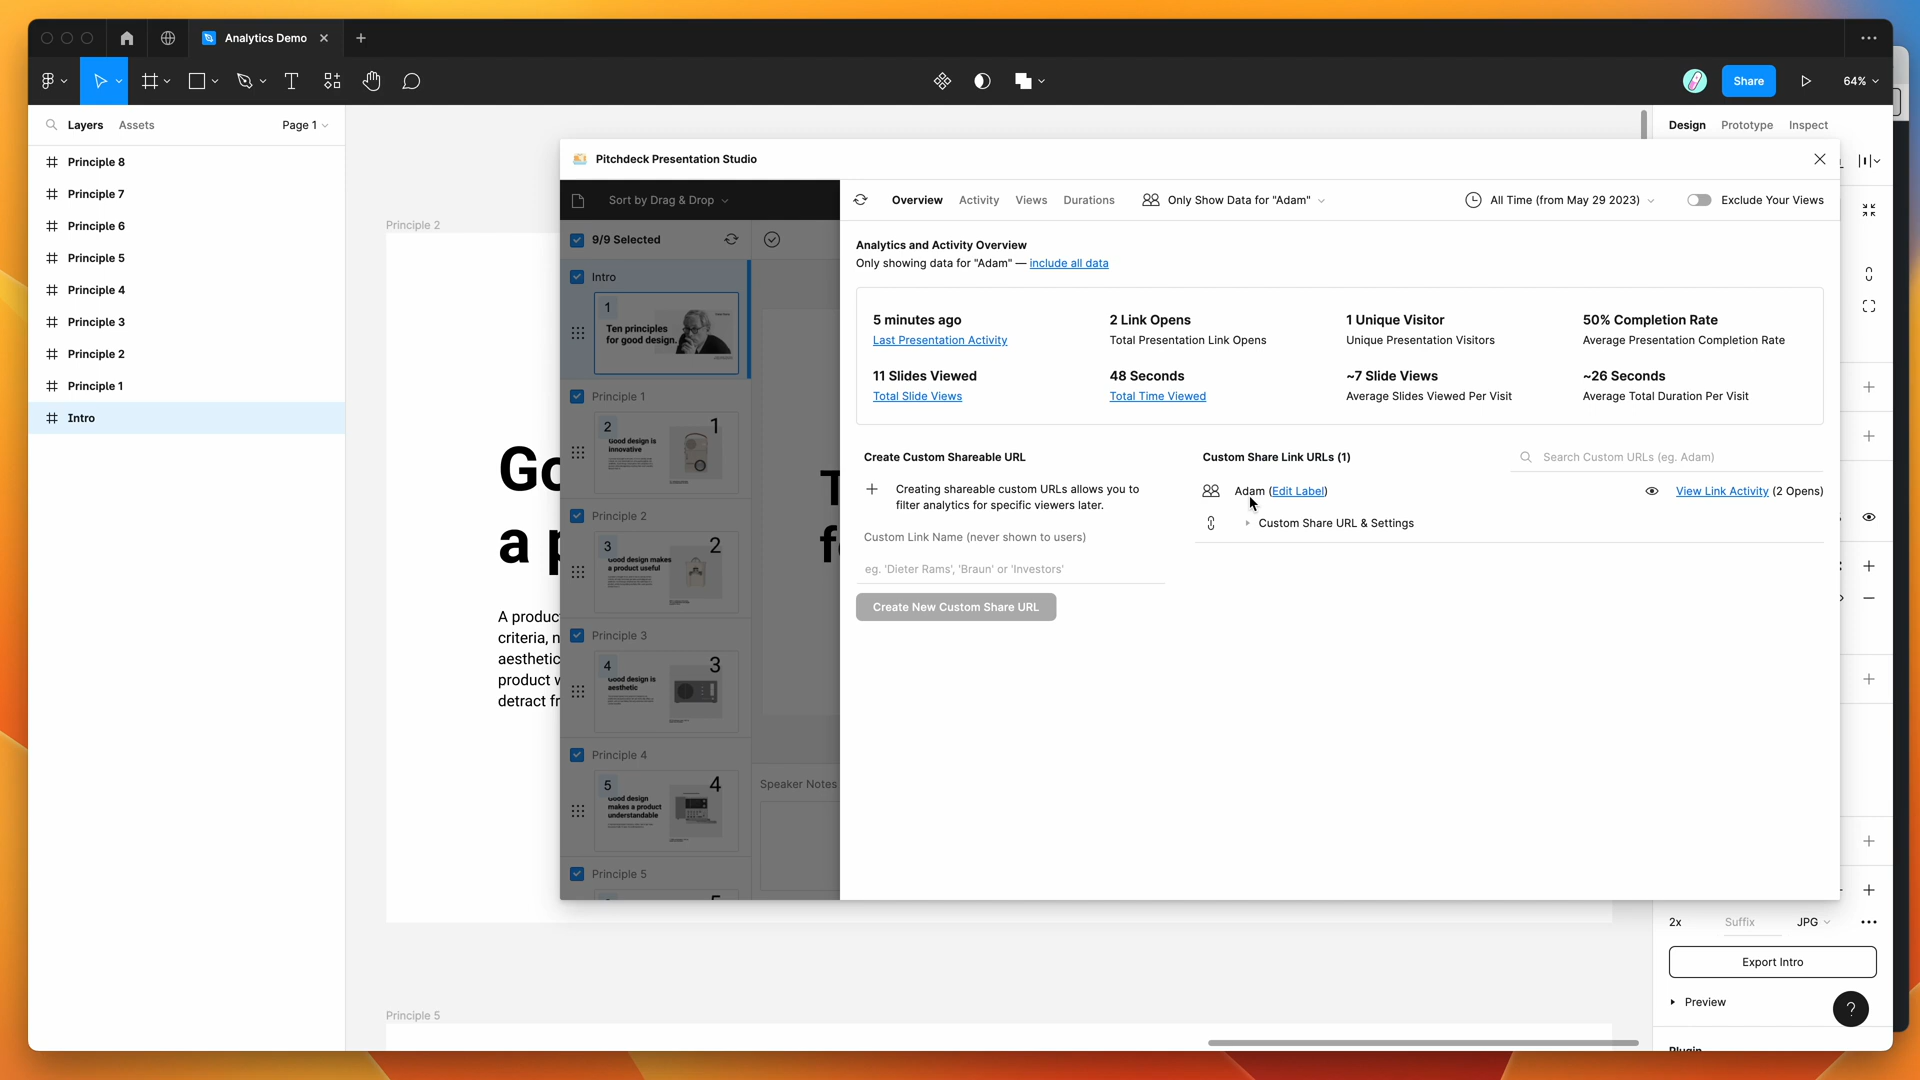 Analytics Demo
Share
64%
Layers
Assets
Page 1
Principle 8
Principle 7
Principle 6
Principle 5
Principle 4
Principle 3
Principle 2
Principle 1
Intro
Principle 2
Go
a p
A produc
criteria, n
aesthetic
product w
detract fr
Principle 5
Pitchdeck Presentation Studio
Sort by Drag & Drop
9/9 Selected
Intro
1
Ten principles
for good design.
Principle 1
2
1
Good design is
innovative
Principle 2
3
2
Good design makes
a product useful
Principle 3
4
3
Good design is
aesthetic
Principle 4
5
4
Good design
makes a product
understandable
Principle 5
5
Speaker Notes
Overview
Activity
Views
Durations
Only Show Data for "Adam"
All Time (from May 29 2023)
Exclude Your Views
Analytics and Activity Overview
Only showing data for "Adam" — include all data
5 minutes ago
Last Presentation Activity
2 Link Opens
Total Presentation Link Opens
1 Unique Visitor
Unique Presentation Visitors
50% Completion Rate
Average Presentation Completion Rate
11 Slides Viewed
Total Slide Views
48 Seconds
Total Time Viewed
~7 Slide Views
Average Slides Viewed Per Visit
~26 Seconds
Average Total Duration Per Visit
Create Custom Shareable URL
Creating shareable custom URLs allows you to
filter analytics for specific viewers later.
Custom Link Name (never shown to users)
eg. 'Dieter Rams', 'Braun' or 'Investors'
Create New Custom Share URL
Custom Share Link URLs (1)
Search Custom URLs (eg. Adam)
Adam (Edit Label)
View Link Activity (2 Opens)
Custom Share URL & Settings
Design
Prototype
Inspect
2x
Suffix
JPG
Export Intro
Preview
?
Plugin